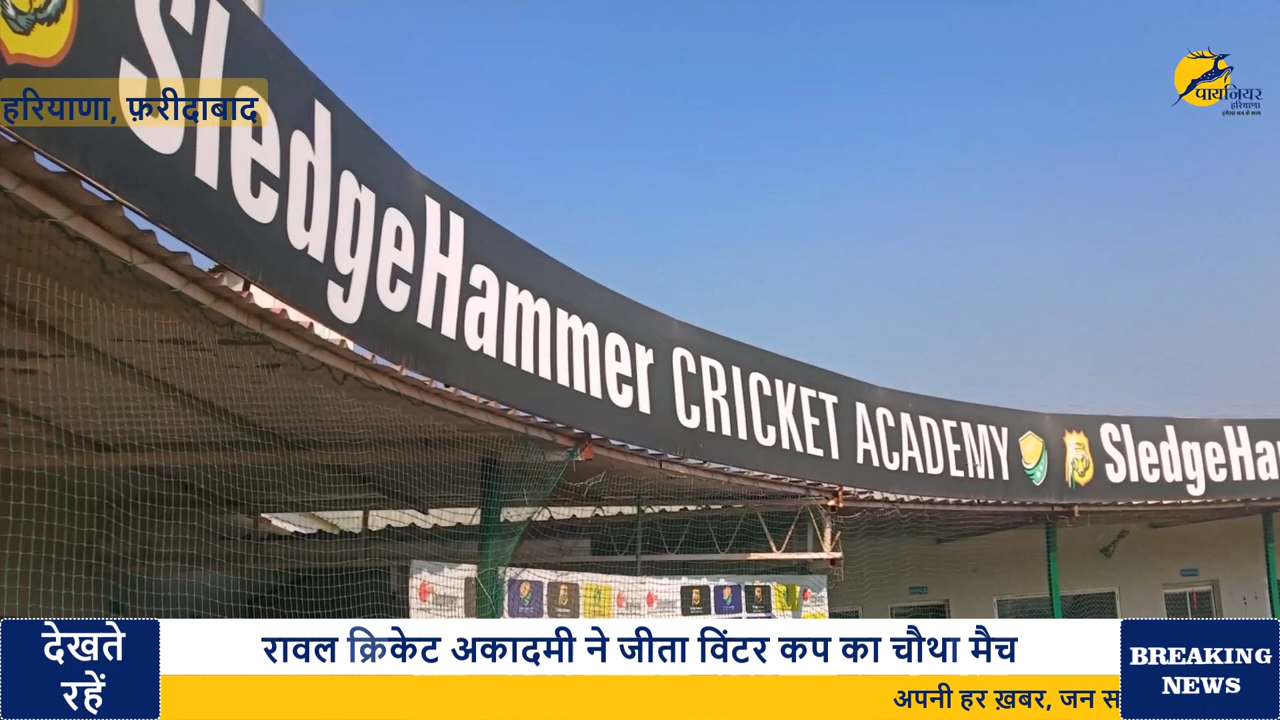 हरियाणा, फ़रीदाबाद
पायनियर
हरियाणा
SledgeHammer CRICKET ACADEMY SledgeHa
देखते
रहें
रावल क्रिकेट अकादमी ने जीता विंटर कप का चौथा मैच
अपनी हर ख़बर, जन स
BREAKING
NEWS